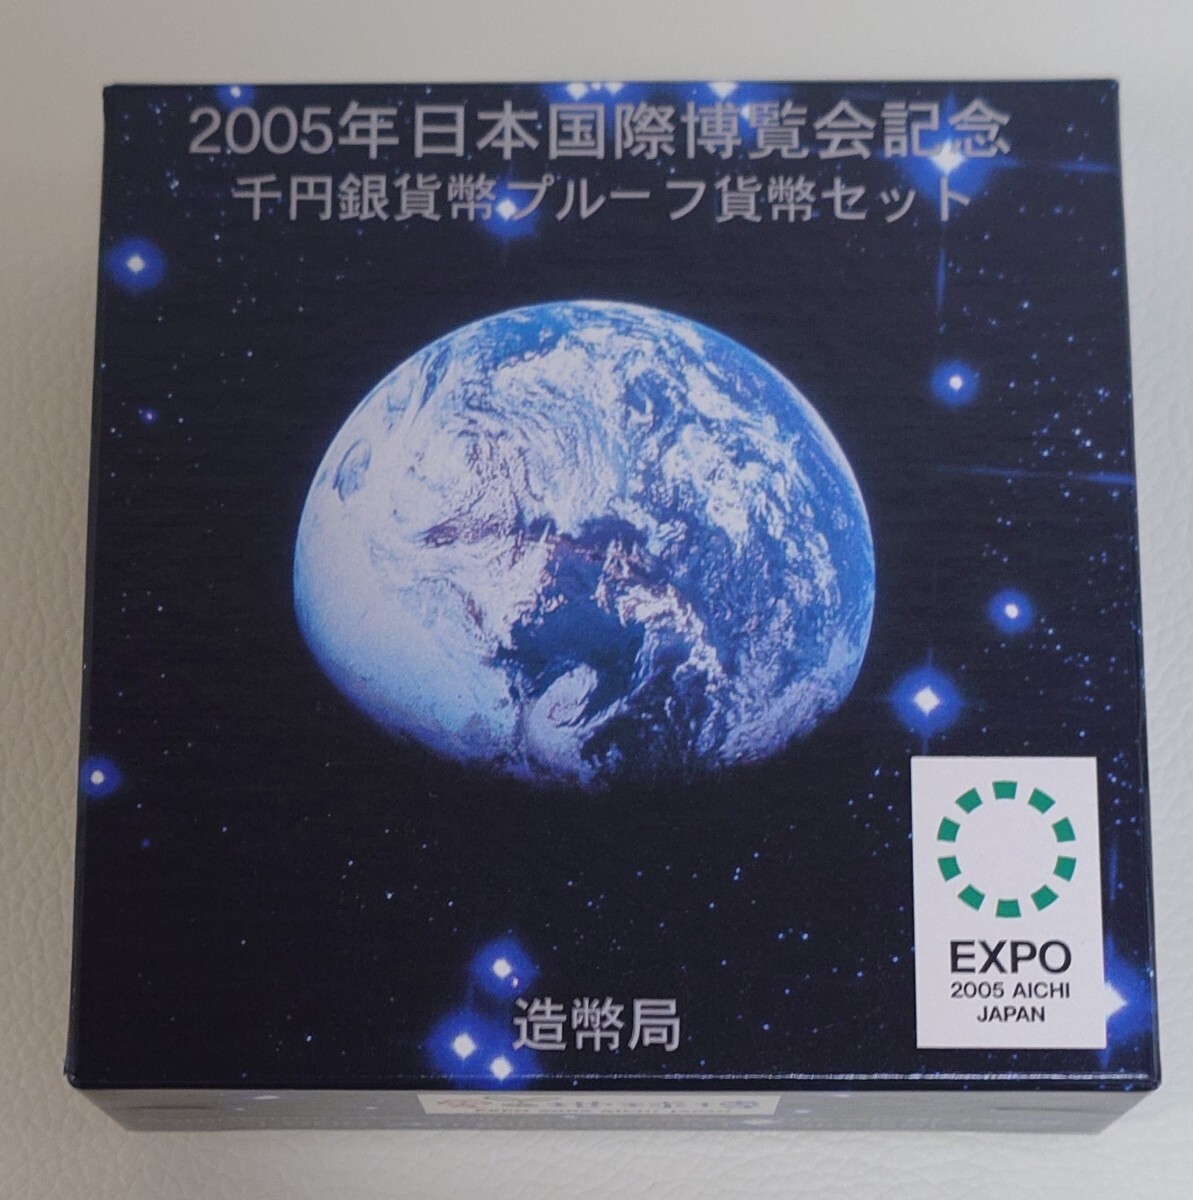 2005年日本国際博覧会記念
千円銀貨幣プルーフ貨幣セット
EXPO
2005 AICHI
JAPAN
造幣局